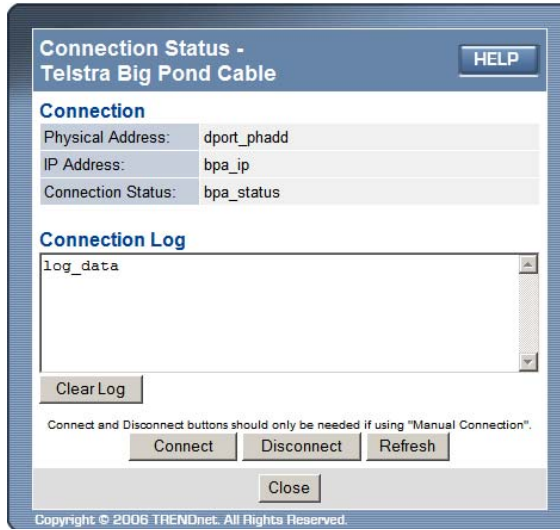 Connection Status -
Telstra Big Pond Cable
HELP
Connection
Physical Address: dport_phadd
IP Address: bpa_ip
Connection Status: bpa_status
Connection Log
log_data
Clear Log
Connect and Disconnect buttons should only be needed if using "Manual Connection".
Connect Disconnect Refresh
Close
Copyright © 2006 TRENDnet. All Rights Reserved.